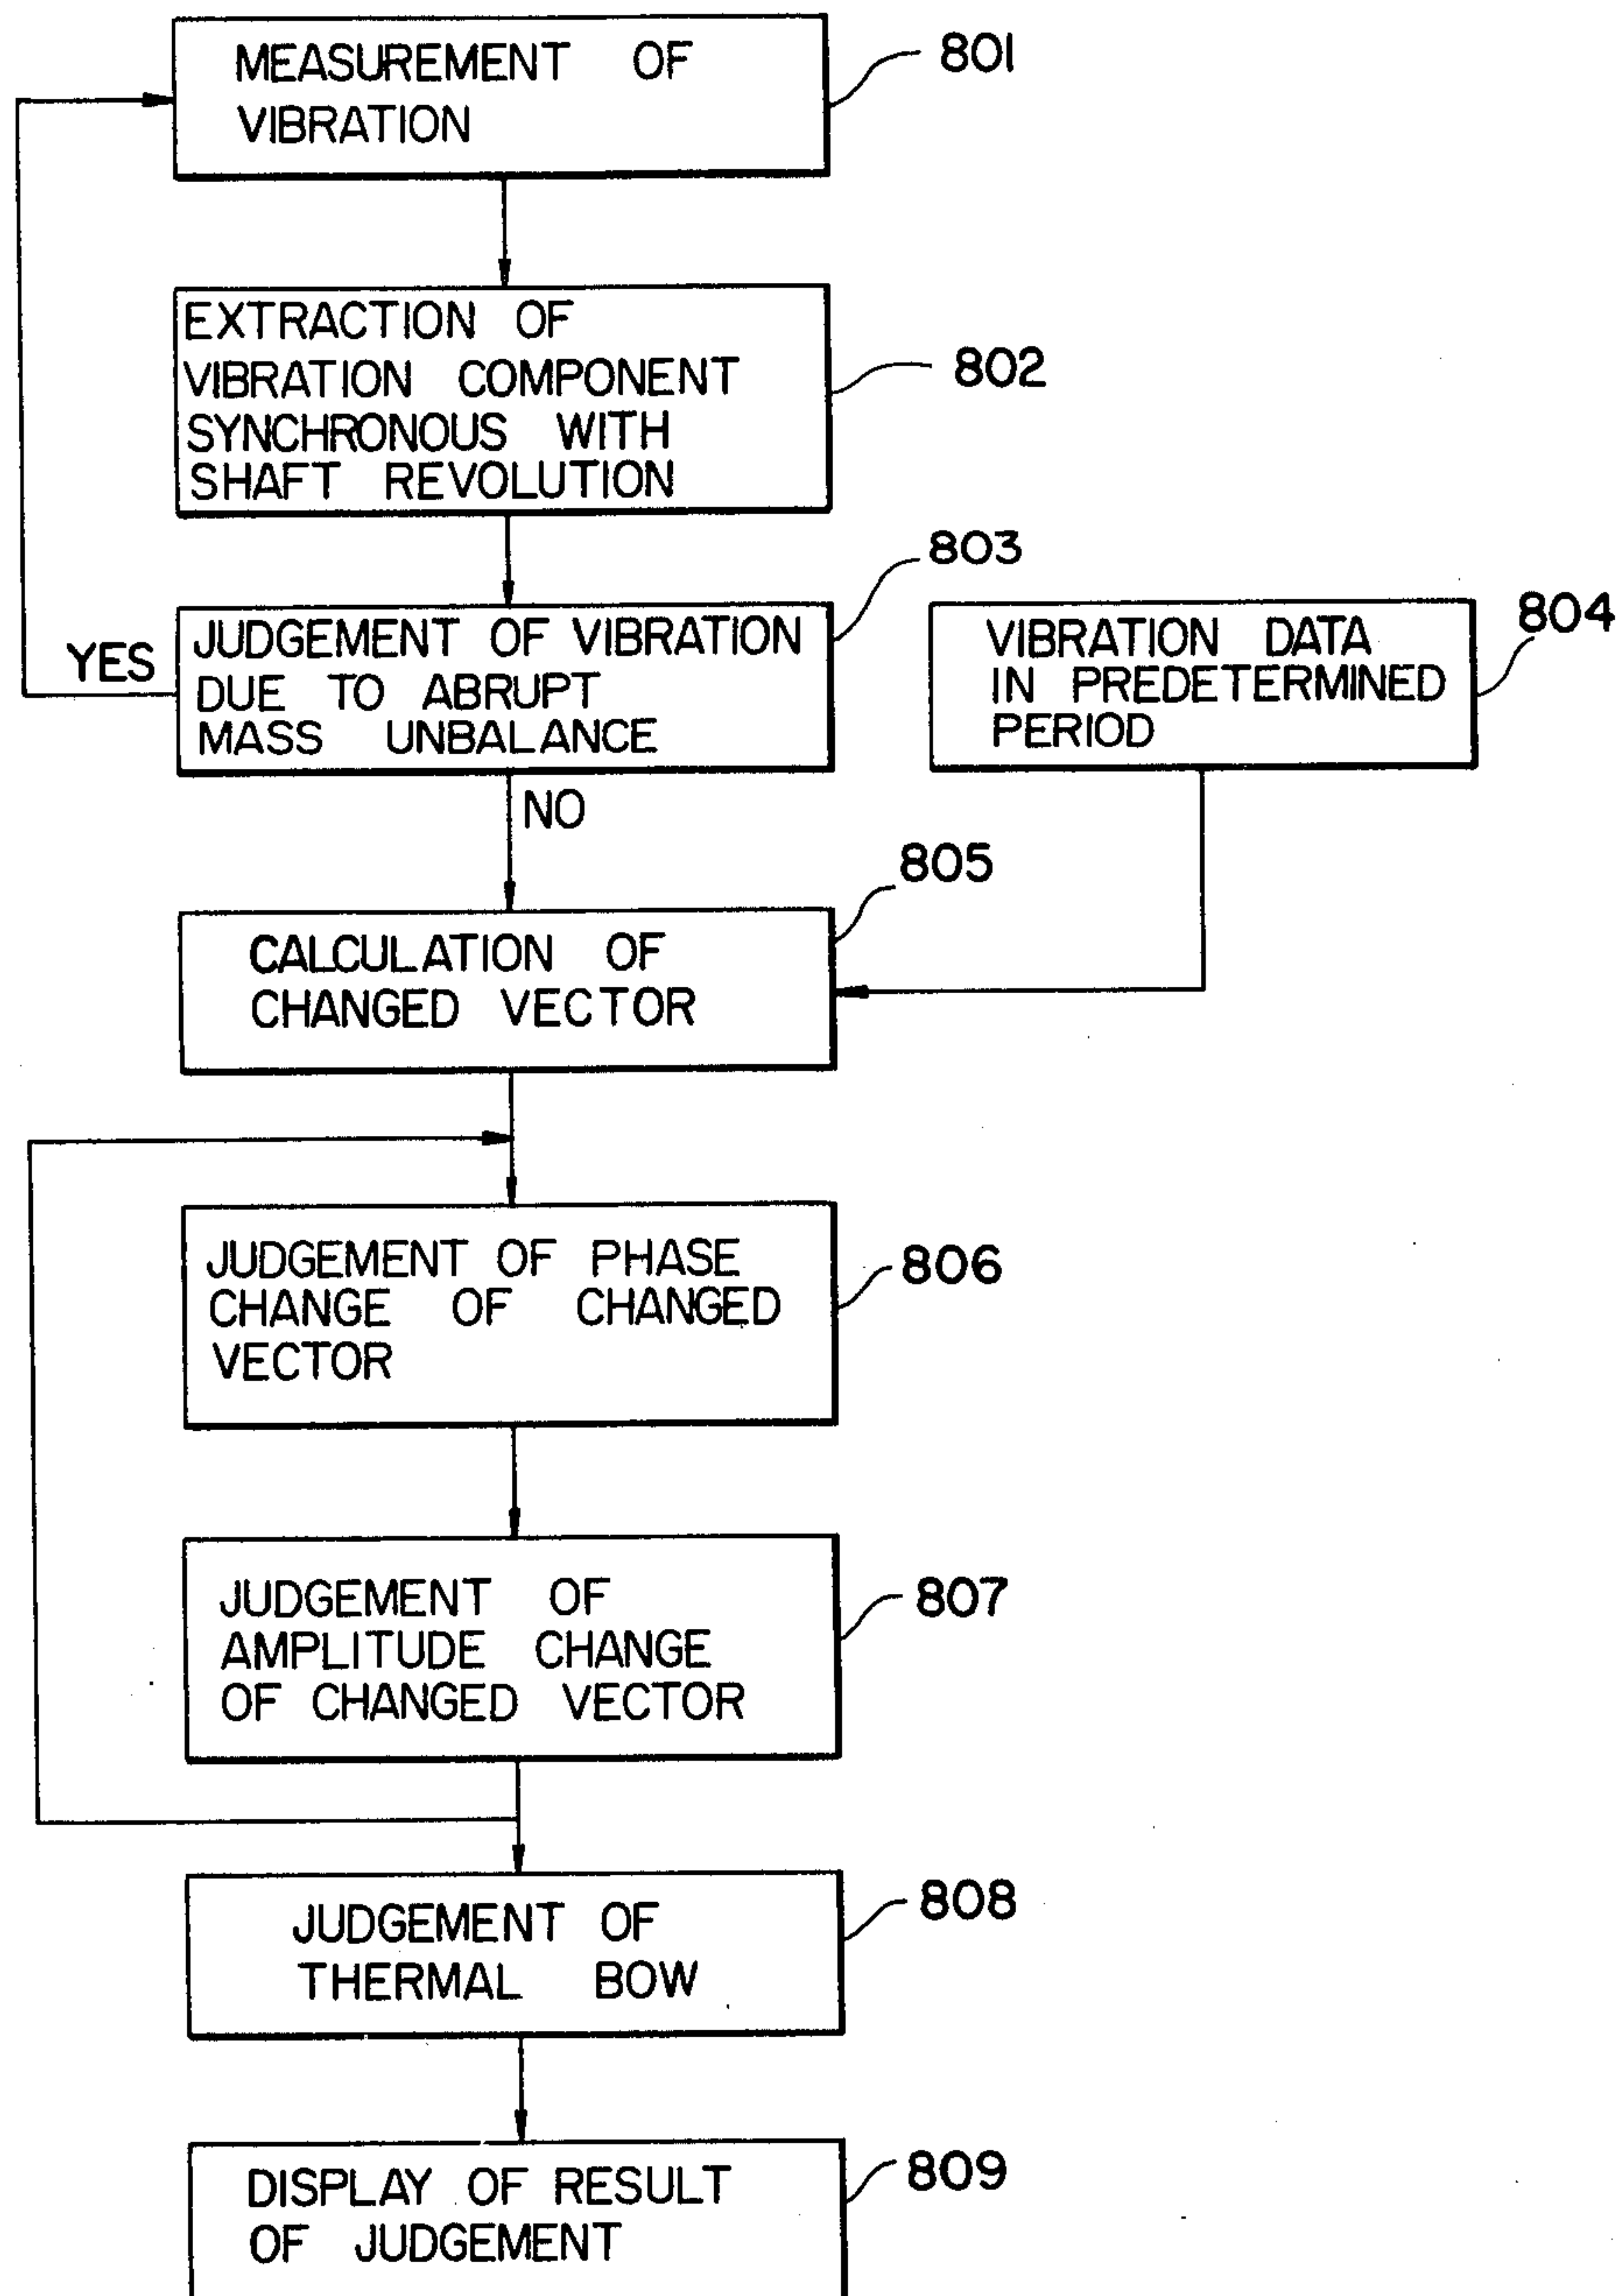 MEASUREMENT OF
VIBRATION
801
EXTRACTION OF
VIBRATION COMPONENT
SYNCHRONOUS WITH
SHAFT REVOLUTION
802
803
JUDGEMENT OF VIBRATION
DUE TO ABRUPT
MASS UNBALANCE
YES
VIBRATION DATA
IN PREDETERMINED
PERIOD
804
NO
805
CALCULATION OF
CHANGED VECTOR
JUDGEMENT OF PHASE
CHANGE OF CHANGED
VECTOR
806
JUDGEMENT OF
AMPLITUDE CHANGE
OF CHANGED VECTOR
807
JUDGEMENT OF
THERMAL BOW
808
DISPLAY OF RESULT
OF JUDGEMENT
809